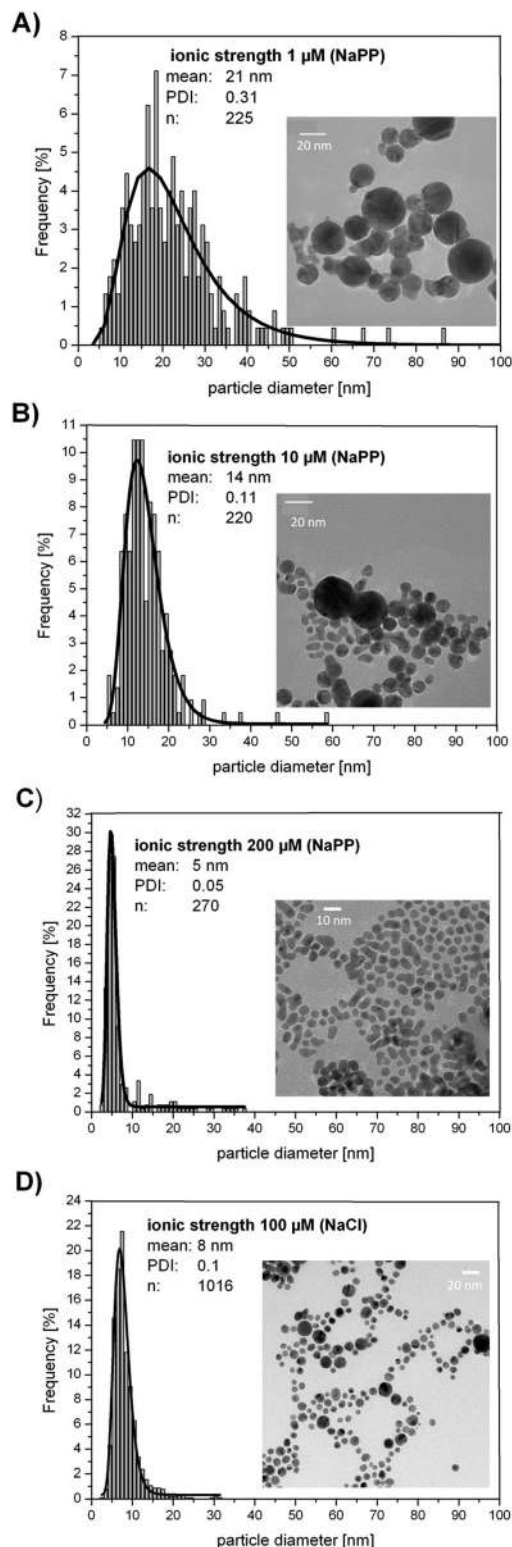 A)
ionic strength 1 µM (NaPP)
mean: 21 nm
PDI: 0.31
n: 225
20 nm
Frequency [%]
8
7
6
5
4
3
2
1
0
0 10 20 30 40 50 60 70 80 90 100
particle diameter [nm]
B)
ionic strength 10 µM (NaPP)
mean: 14 nm
PDI: 0.11
n: 220
20 nm
Frequency [%]
11
10
9
8
7
6
5
4
3
2
1
0
0 10 20 30 40 50 60 70 80 90 100
particle diameter [nm]
C)
ionic strength 200 µM (NaPP)
mean: 5 nm
PDI: 0.05
n: 270
10 nm
Frequency [%]
32
30
28
26
24
22
20
18
16
14
12
10
8
6
4
2
0
0 10 20 30 40 50 60 70 80 90 100
particle diameter [nm]
D)
ionic strength 100 µM (NaCl)
mean: 8 nm
PDI: 0.1
n: 1016
20 nm
Frequency [%]
24
22
20
18
16
14
12
10
8
6
4
2
0
0 10 20 30 40 50 60 70 80 90 100
particle diameter [nm]